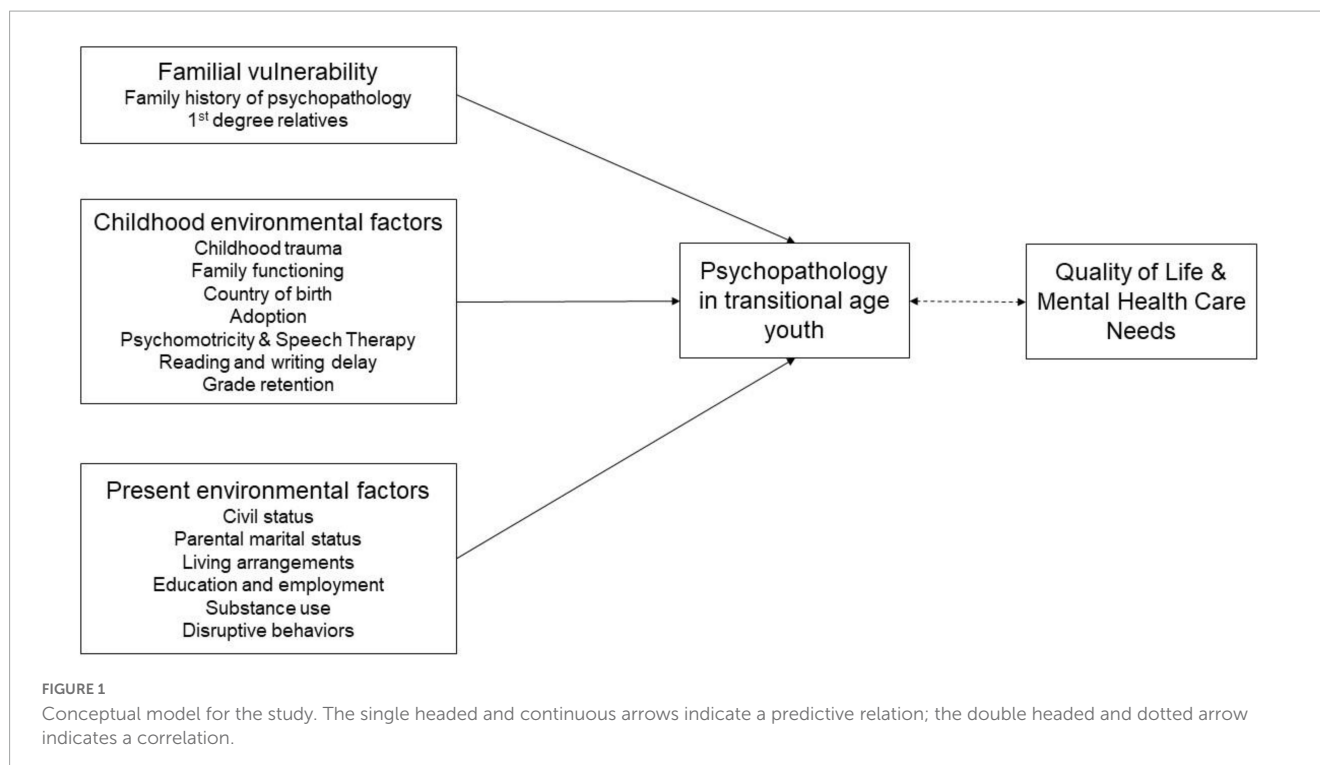 Familial vulnerability
Family history of psychopathology
1st degree relatives
Childhood environmental factors
Childhood trauma
Family functioning
Country of birth
Adoption
Psychomotricity & Speech Therapy
Reading and writing delay
Grade retention
Present environmental factors
Civil status
Parental marital status
Living arrangements
Education and employment
Substance use
Disruptive behaviors
Psychopathology
in transitional age
youth
Quality of Life &
Mental Health Care
Needs
FIGURE 1
Conceptual model for the study. The single headed and continuous arrows indicate a predictive relation; the double headed and dotted arrow
indicates a correlation.